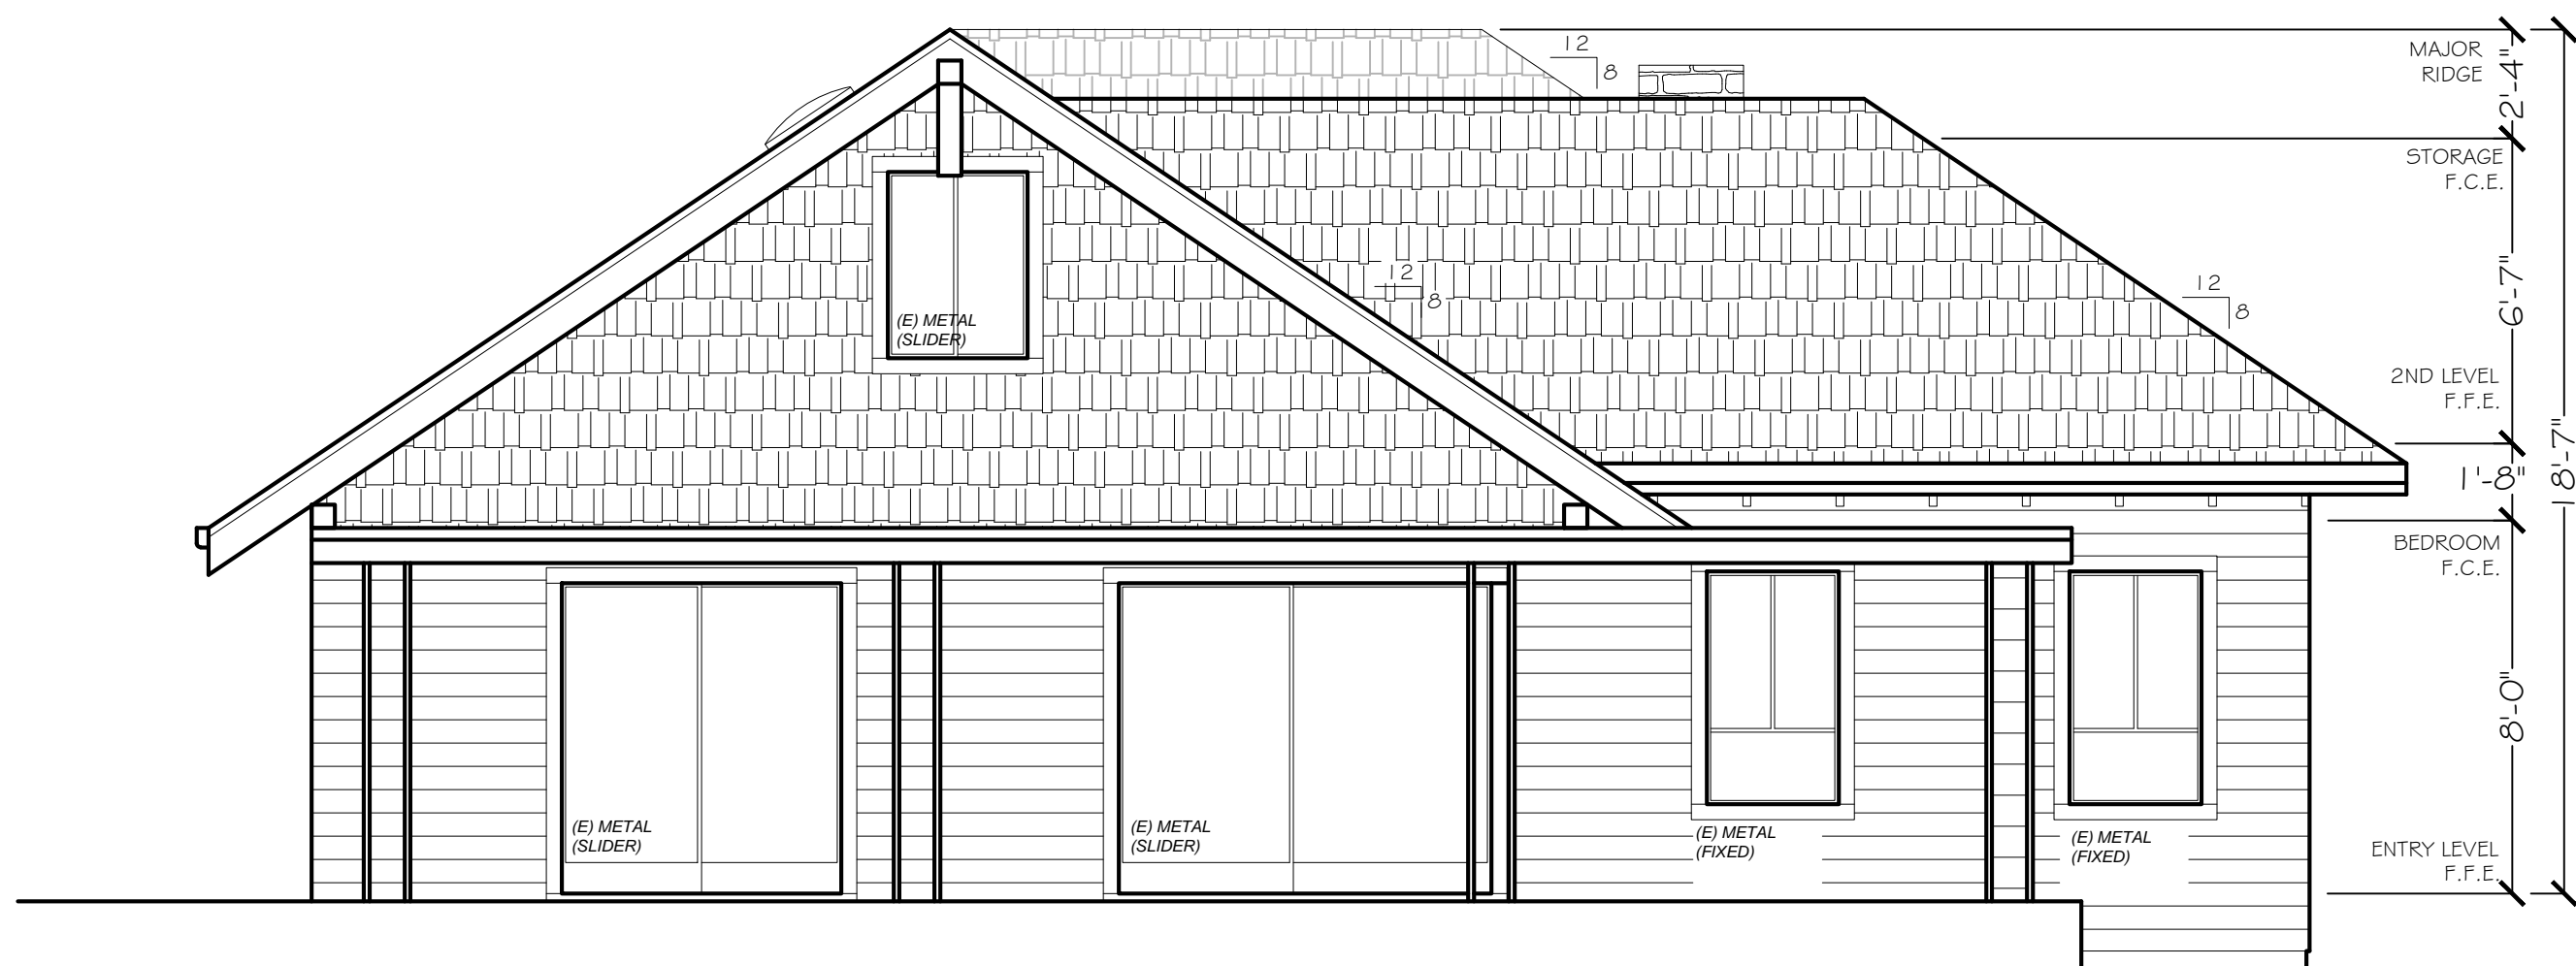 12
8
MAJOR
RIDGE
2'-4"
STORAGE
F.C.E.
12
8
12
8
6'-7"
(E) METAL
(SLIDER)
2ND LEVEL
F.F.E.
1'-8"
18'-7"
BEDROOM
F.C.E.
8'-0"
(E) METAL
(SLIDER)
(E) METAL
(SLIDER)
(E) METAL
(FIXED)
(E) METAL
(FIXED)
ENTRY LEVEL
F.F.E.